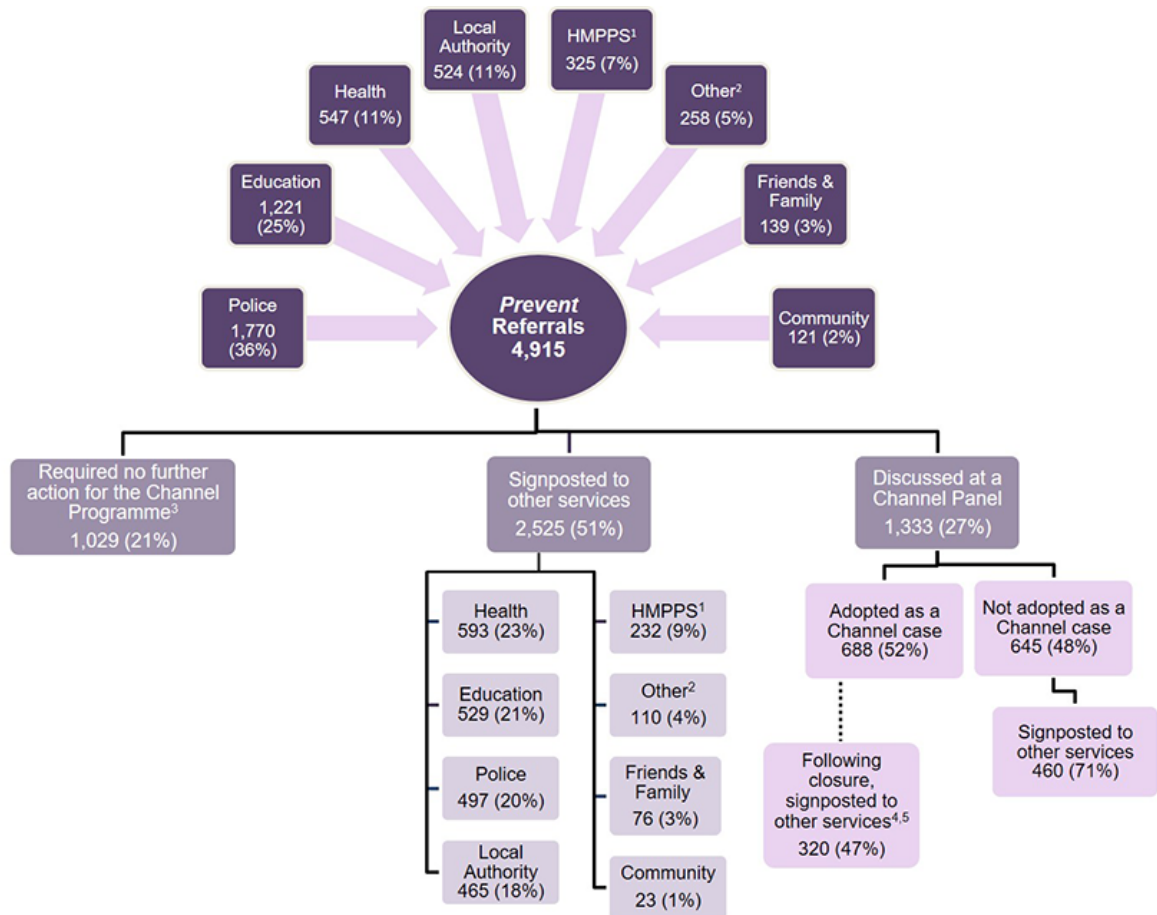 Local
Authority
524 (11%)
HMPPS¹
325 (7%)
Health
547 (11%)
Other²
258 (5%)
Education
1,221
(25%)
Friends &
Family
139 (3%)
Police
1,770
(36%)
Prevent
Referrals
4,915
Community
121 (2%)
Required no further
action for the Channel
Programme³
1,029 (21%)
Signposted to
other services
2,525 (51%)
Discussed at a
Channel Panel
1,333 (27%)
Health
593 (23%)
Education
529 (21%)
Police
497 (20%)
Local
Authority
465 (18%)
HMPPS¹
232 (9%)
Other²
110 (4%)
Friends &
Family
76 (3%)
Community
23 (1%)
Adopted as a
Channel case
688 (52%)
Following
closure,
signposted to
other services⁴,⁵
320 (47%)
Not adopted as a
Channel case
645 (48%)
Signposted to
other services
460 (71%)